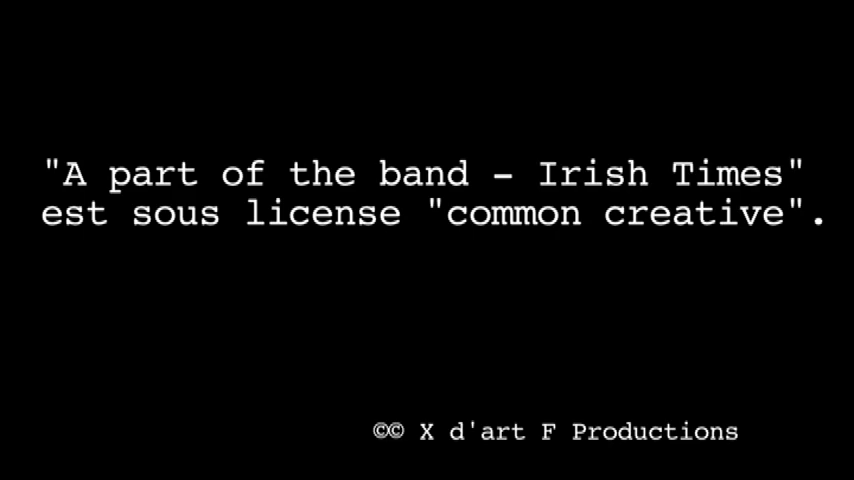 "A part of the band - Irish Times"
est sous license "common creative".
©© X d'art F Productions